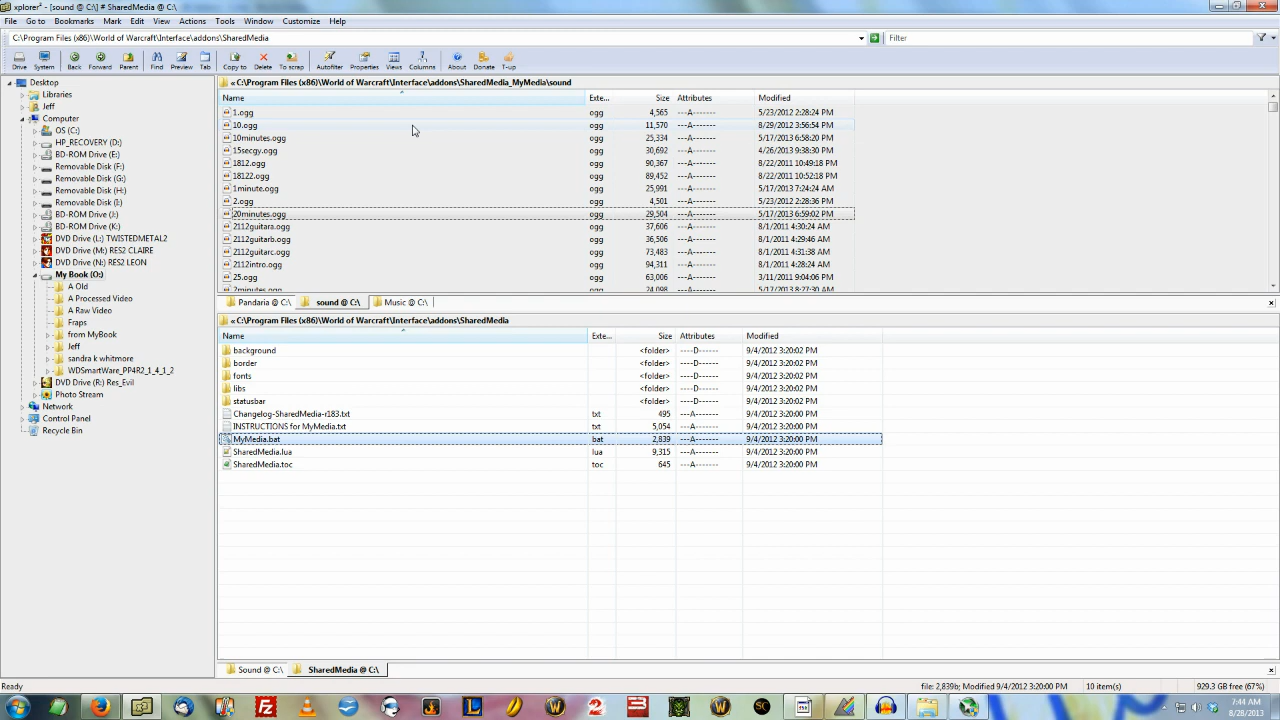 xplorer² - [sound @ C:\] # SharedMedia @ C:\
File Go to Bookmarks Mark Edit View Actions Tools Window Customize Help
C:\Program Files (x86)\World of Warcraft\Interface\addons\SharedMedia Filter
Drive System Back Forward Parent Find Preview Tab Copy to Delete To scrap Autofilter Properties Views Columns About Donate T-up
Desktop
Libraries
Jeff
Computer
OS (C:)
HP_RECOVERY (D:)
BD-ROM Drive (E:)
Removable Disk (F:)
Removable Disk (G:)
Removable Disk (H:)
Removable Disk (I:)
BD-ROM Drive (J:)
BD-ROM Drive (K:)
DVD Drive (L:) TWISTEDMETAL2
DVD Drive (M:) RES2 CLAIRE
DVD Drive (N:) RES2 LEON
My Book (O:)
A Old
A Processed Video
A Raw Video
Fraps
from MyBook
Jeff
sandra k whitmore
WDSmartWare_PP4R2_1_4_1_2
DVD Drive (R:) Res_Evil
Photo Stream
Network
Control Panel
Recycle Bin
« C:\Program Files (x86)\World of Warcraft\Interface\addons\SharedMedia_MyMedia\sound
Name Exte... Size Attributes Modified
1.ogg ogg 4,565 ---A------- 5/23/2012 2:28:24 PM
10.ogg ogg 11,570 ---A------- 8/29/2012 3:56:54 PM
10minutes.ogg ogg 25,334 ---A------- 5/17/2013 6:58:20 PM
15secgy.ogg ogg 30,692 ---A------- 4/26/2013 9:38:30 PM
1812.ogg ogg 90,367 ---A------- 8/22/2011 10:49:18 PM
18122.ogg ogg 89,452 ---A------- 8/22/2011 10:52:18 PM
1minute.ogg ogg 25,991 ---A------- 5/17/2013 7:24:24 AM
2.ogg ogg 4,501 ---A------- 5/23/2012 2:28:36 PM
20minutes.ogg ogg 29,504 ---A------- 5/17/2013 6:59:02 PM
2112guitara.ogg ogg 37,606 ---A------- 8/1/2011 4:30:24 AM
2112guitarb.ogg ogg 36,508 ---A------- 8/1/2011 4:29:46 AM
2112guitarc.ogg ogg 73,483 ---A------- 8/1/2011 4:31:38 AM
2112intro.ogg ogg 44,110 ---A------- 8/1/2011 4:28:24 AM
25.ogg ogg 63,006 ---A------- 3/11/2011 9:04:06 PM
2minutes.ogg ogg 24,098 ---A------- 5/17/2013 8:27:30 AM
Pandaria @ C:\ sound @ C:\ Music @ C:\
« C:\Program Files (x86)\World of Warcraft\Interface\addons\SharedMedia
Name Exte... Size Attributes Modified
background <folder> ----D------ 9/4/2012 3:20:02 PM
border <folder> ----D------ 9/4/2012 3:20:02 PM
fonts <folder> ----D------ 9/4/2012 3:20:02 PM
libs <folder> ----D------ 9/4/2012 3:20:02 PM
statusbar <folder> ----D------ 9/4/2012 3:20:02 PM
Changelog-SharedMedia-r183.txt txt 495 ---A------- 9/4/2012 3:20:00 PM
INSTRUCTIONS for MyMedia.txt txt 5,054 ---A------- 9/4/2012 3:20:00 PM
MyMedia.bat bat 2,839 ---A------- 9/4/2012 3:20:00 PM
SharedMedia.lua lua 9,315 ---A------- 9/4/2012 3:20:00 PM
SharedMedia.toc toc 645 ---A------- 9/4/2012 3:20:00 PM
Sound @ C:\ SharedMedia @ C:\
Ready file: 2,839b; Modified 9/4/2012 3:20:00 PM 10 item(s) 929.3 GB free (67%)
7:44 AM
8/28/2013